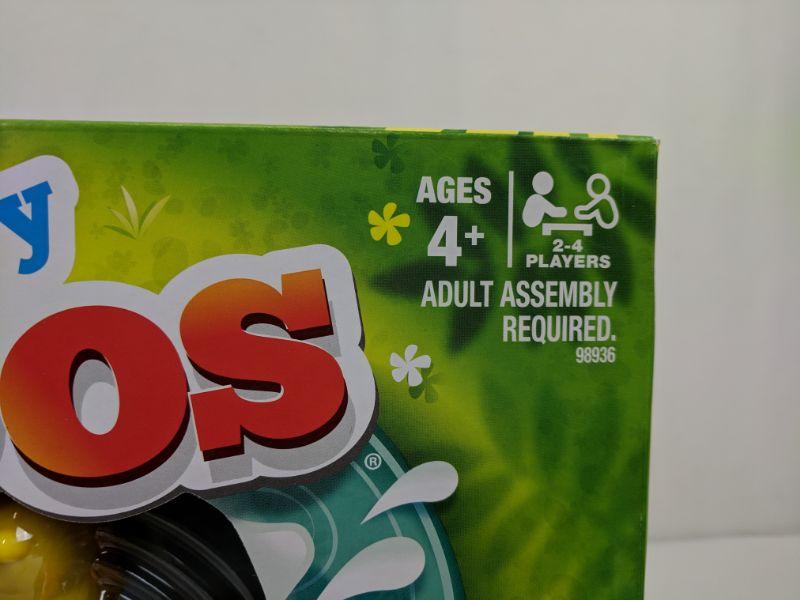 y
os®
AGES
4+
2-4
PLAYERS
ADULT ASSEMBLY
REQUIRED.
98936